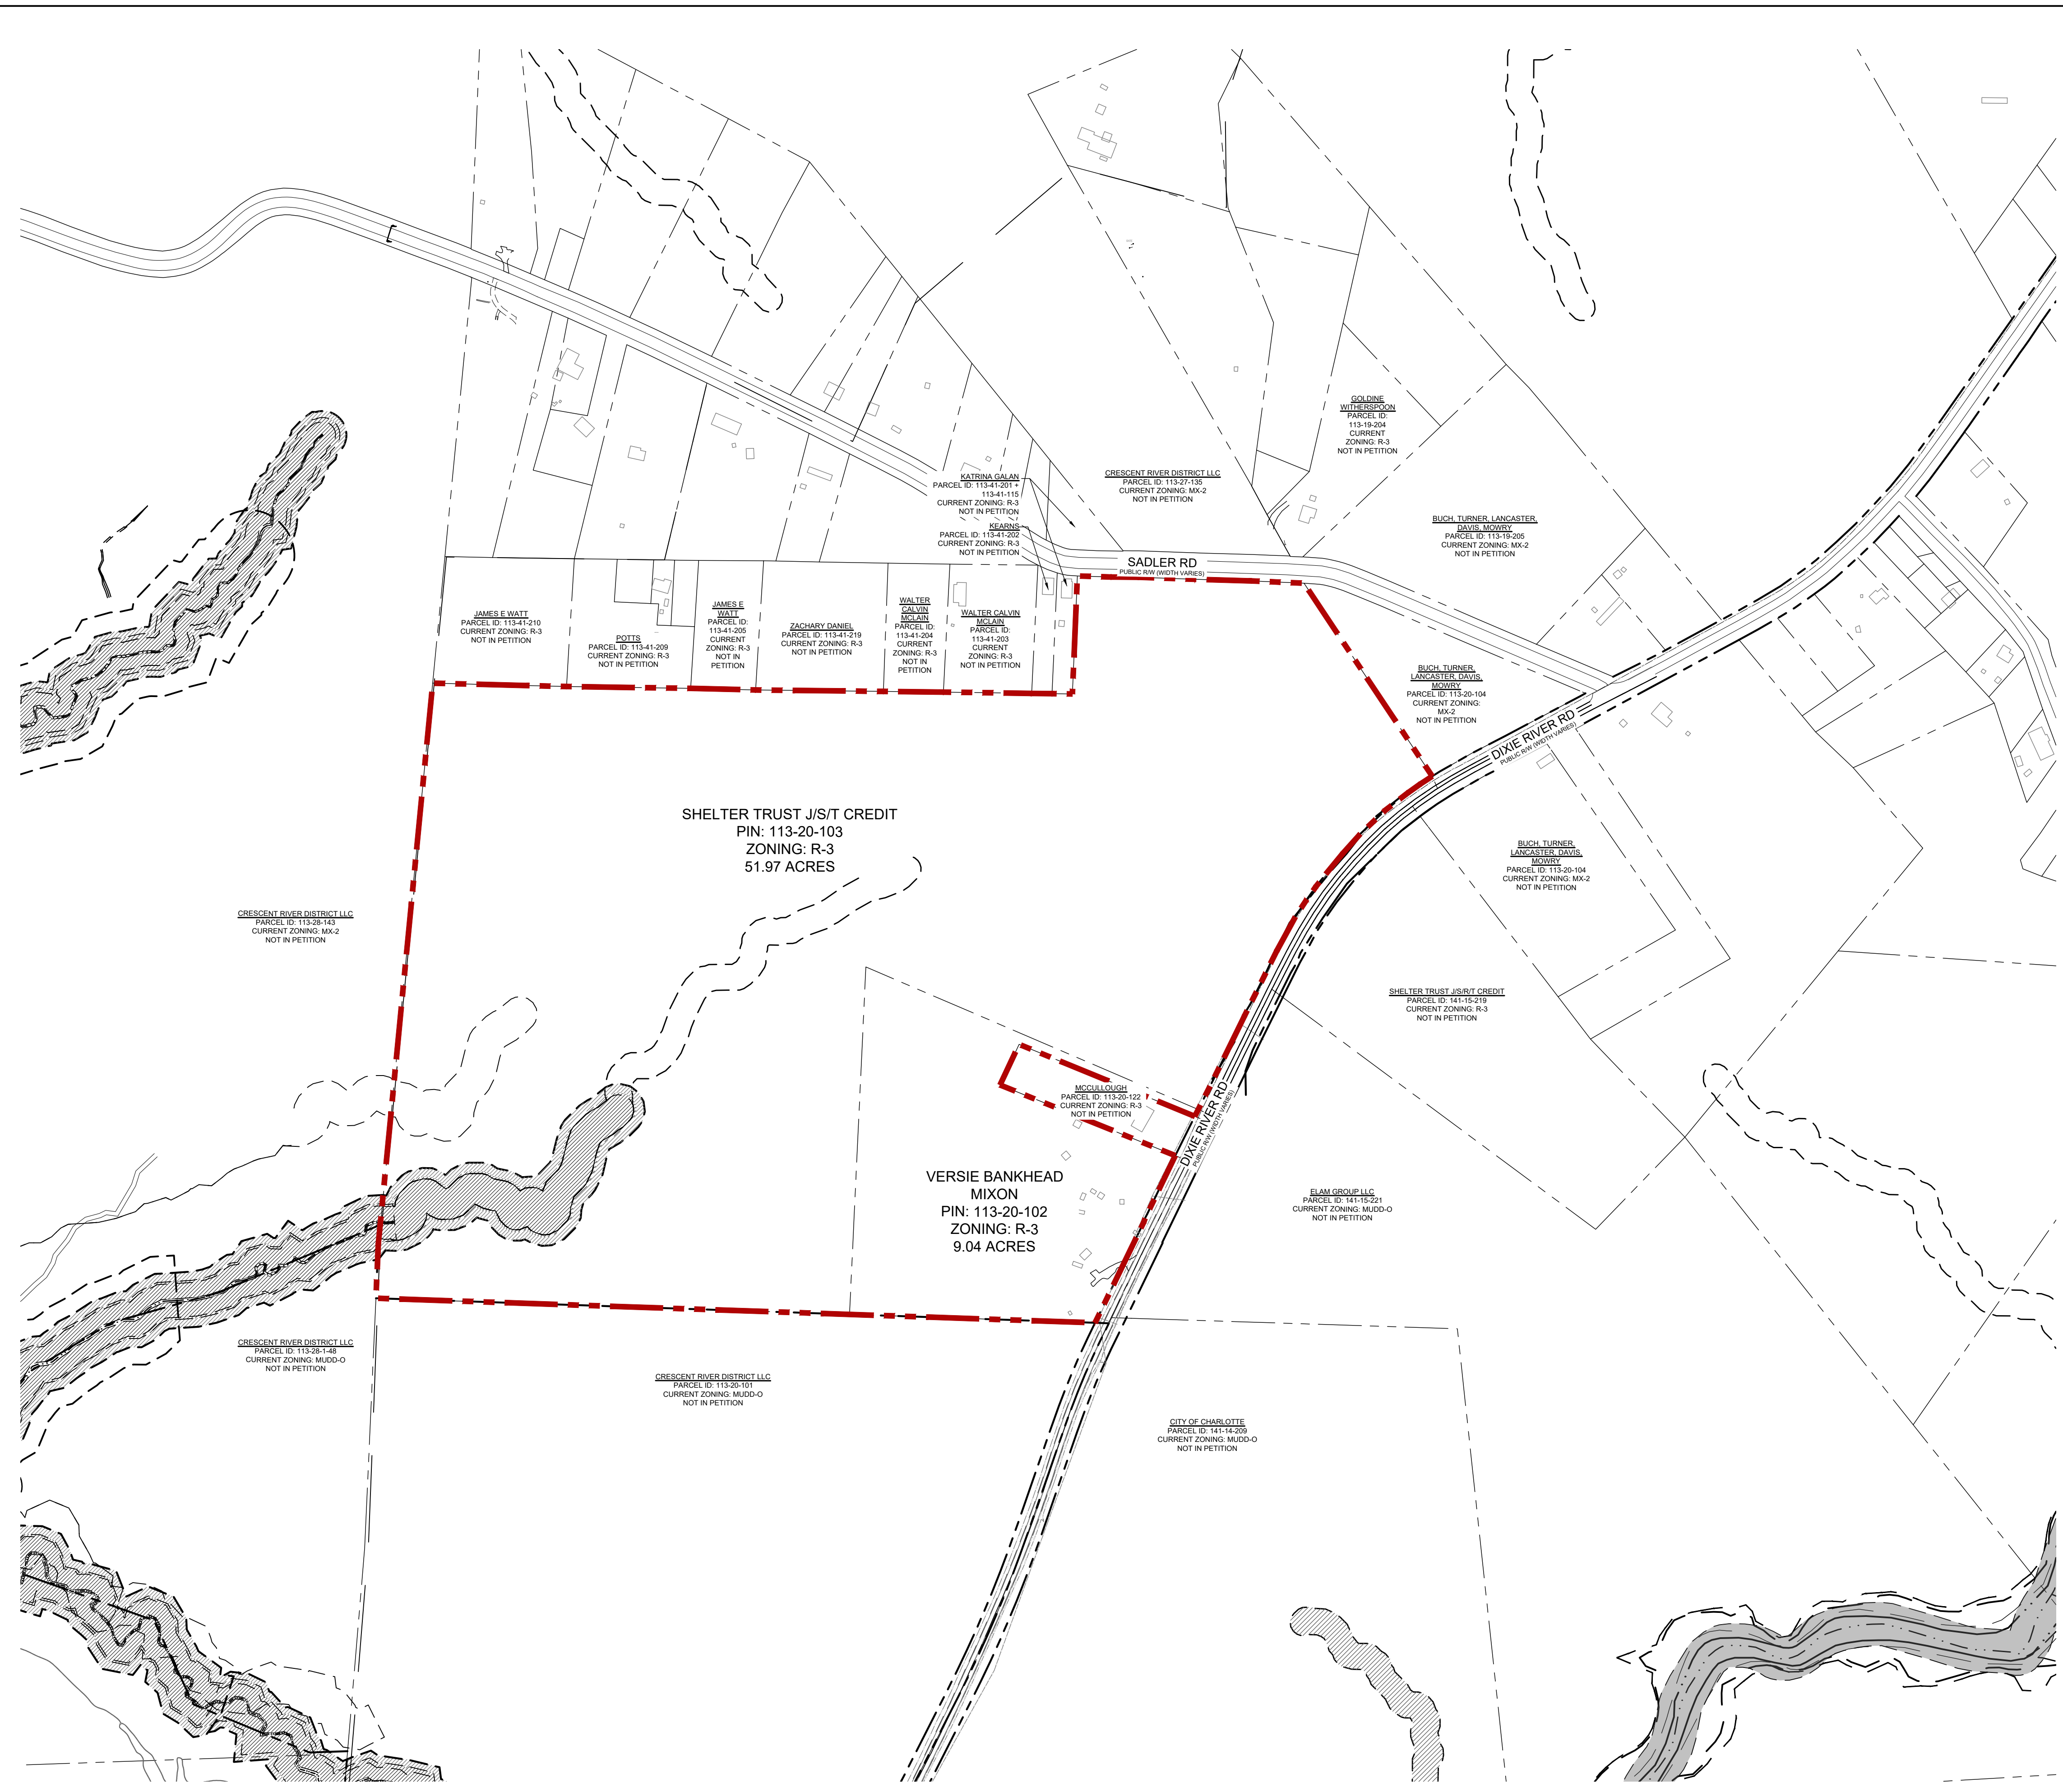 GOLDINE
WITHERSPOON
PARCEL ID:
113-19-204
CURRENT
ZONING: R-3
NOT IN PETITION
KATRINA GALAN
PARCEL ID: 113-41-201 +
113-41-115
CURRENT ZONING: R-3
NOT IN PETITION
CRESCENT RIVER DISTRICT LLC
PARCEL ID: 113-27-135
CURRENT ZONING: MX-2
NOT IN PETITION
KEARNS
PARCEL ID: 113-41-202
CURRENT ZONING: R-3
NOT IN PETITION
BUCH, TURNER, LANCASTER,
DAVIS, MOWRY
PARCEL ID: 113-19-205
CURRENT ZONING: MX-2
NOT IN PETITION
SADLER RD
PUBLIC R/W (WIDTH VARIES)
JAMES E WATT
PARCEL ID: 113-41-210
CURRENT ZONING: R-3
NOT IN PETITION
POTTS
PARCEL ID: 113-41-209
CURRENT ZONING: R-3
NOT IN PETITION
JAMES E
WATT
PARCEL ID:
113-41-205
CURRENT
ZONING: R-3
NOT IN
PETITION
ZACHARY DANIEL
PARCEL ID: 113-41-219
CURRENT ZONING: R-3
NOT IN PETITION
WALTER
CALVIN
MCLAIN
PARCEL ID:
113-41-204
CURRENT
ZONING: R-3
NOT IN
PETITION
WALTER CALVIN
MCLAIN
PARCEL ID:
113-41-203
CURRENT
ZONING: R-3
NOT IN PETITION
BUCH, TURNER,
LANCASTER, DAVIS,
MOWRY
PARCEL ID: 113-20-104
CURRENT ZONING:
MX-2
NOT IN PETITION
DIXIE RIVER RD
PUBLIC R/W (WIDTH VARIES)
SHELTER TRUST J/S/T CREDIT
PIN: 113-20-103
ZONING: R-3
51.97 ACRES
BUCH, TURNER,
LANCASTER, DAVIS,
MOWRY
PARCEL ID: 113-20-104
CURRENT ZONING: MX-2
NOT IN PETITION
CRESCENT RIVER DISTRICT LLC
PARCEL ID: 113-28-143
CURRENT ZONING: MX-2
NOT IN PETITION
SHELTER TRUST J/S/R/T CREDIT
PARCEL ID: 141-15-219
CURRENT ZONING: R-3
NOT IN PETITION
MCCULLOUGH
PARCEL ID: 113-20-122
CURRENT ZONING: R-3
NOT IN PETITION
DIXIE RIVER RD
PUBLIC R/W (WIDTH VARIES)
VERSIE BANKHEAD
MIXON
PIN: 113-20-102
ZONING: R-3
9.04 ACRES
ELAM GROUP LLC
PARCEL ID: 141-15-221
CURRENT ZONING: MUDD-O
NOT IN PETITION
CRESCENT RIVER DISTRICT LLC
PARCEL ID: 113-28-1-48
CURRENT ZONING: MUDD-O
NOT IN PETITION
CRESCENT RIVER DISTRICT LLC
PARCEL ID: 113-20-101
CURRENT ZONING: MUDD-O
NOT IN PETITION
CITY OF CHARLOTTE
PARCEL ID: 141-14-209
CURRENT ZONING: MUDD-O
NOT IN PETITION